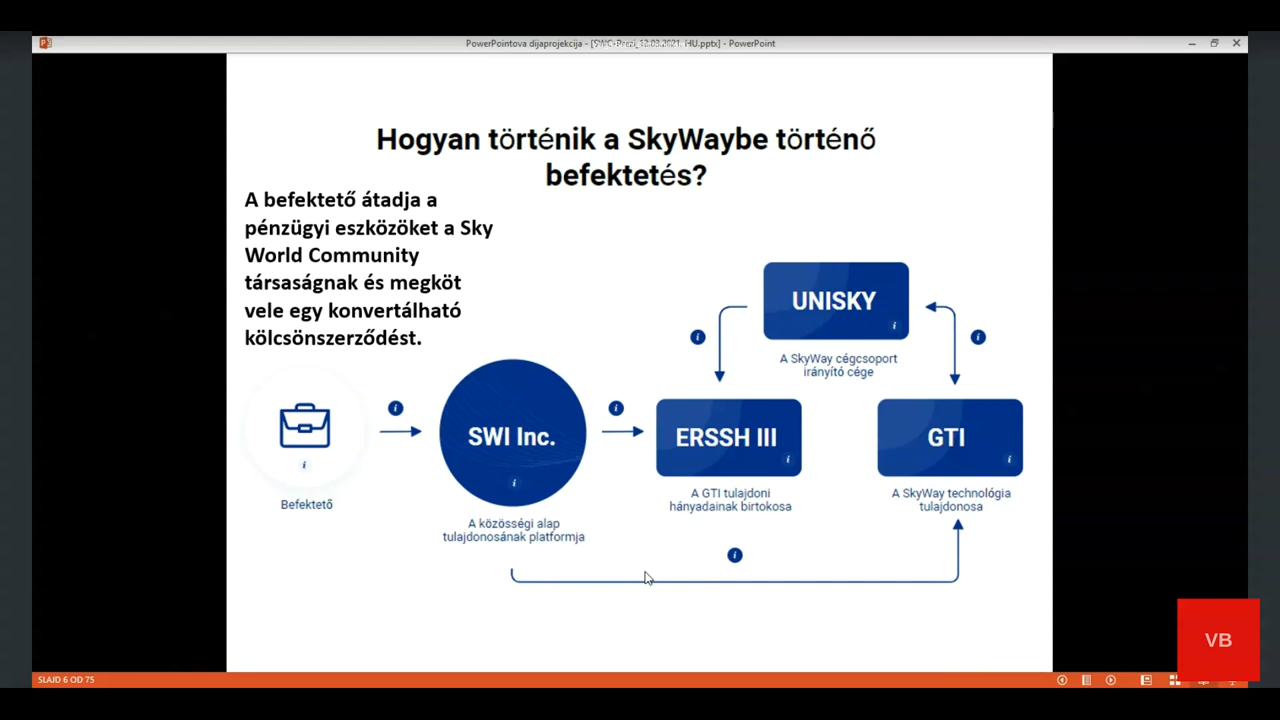 PowerPointova dijaprojekcija - [SWC-Prezi_12.03.2021._HU.pptx] - PowerPoint
Hogyan történik a SkyWaybe történő
befektetés?
A befektető átadja a
pénzügyi eszközöket a Sky
World Community
társaságnak és megköt
vele egy konvertálható
kölcsönszerződést.
UNISKY
i
i
i
A SkyWay cégcsoport
irányító cége
i
i
SWI Inc.
ERSSH III
GTI
i
i
i
i
Befektető
A GTI tulajdoni
hányadainak birtokosa
A SkyWay technológia
tulajdonosa
A közösségi alap
tulajdonosának platformja
i
VB
SLAJD 6 OD 75